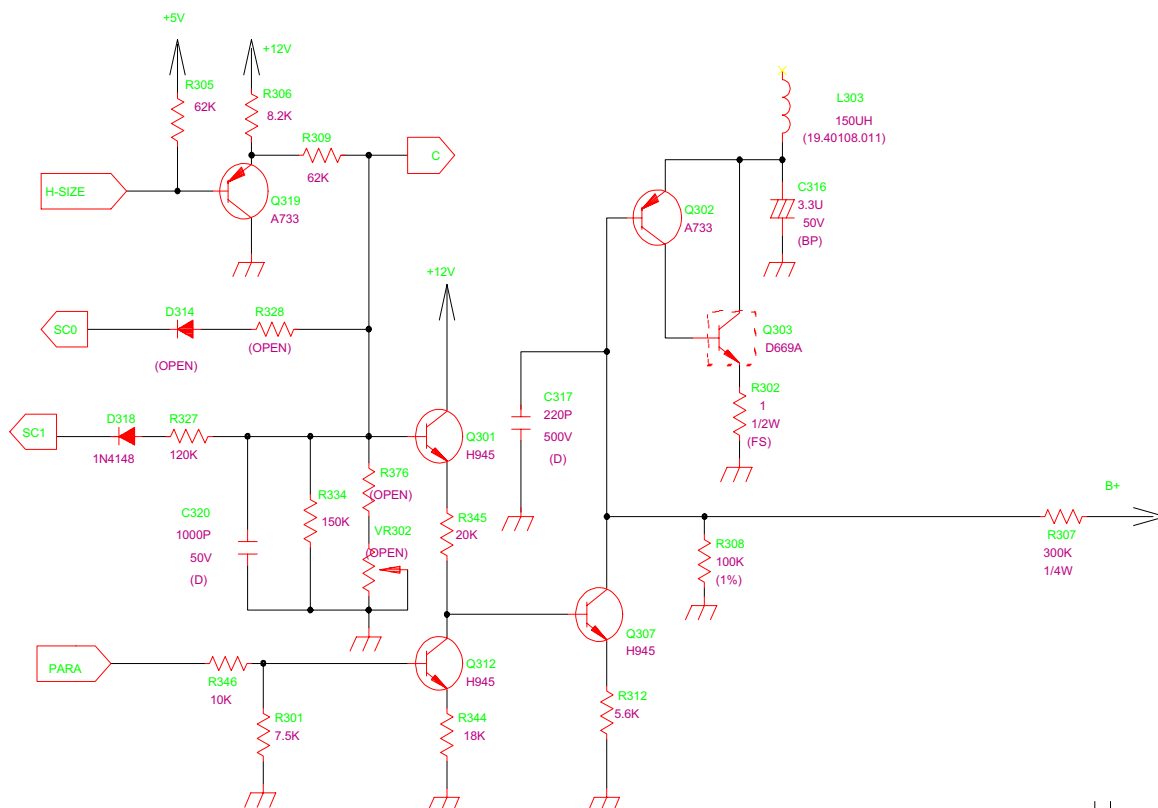 +5V
+12V
R305
62K
R306
8.2K
R309
62K
C
H-SIZE
Q319
A733
L303
150UH
(19.40108.011)
Q302
A733
C316
3.3U
50V
(BP)
+12V
SC0
D314
(OPEN)
R328
(OPEN)
Q303
D669A
R302
1
1/2W
(FS)
C317
220P
500V
(D)
SC1
D318
1N4148
R327
120K
Q301
H945
R376
(OPEN)
R334
150K
C320
1000P
50V
(D)
VR302
(OPEN)
R345
20K
B+
R307
300K
1/4W
R308
100K
(1%)
Q307
H945
PARA
R346
10K
R301
7.5K
Q312
H945
R344
18K
R312
5.6K